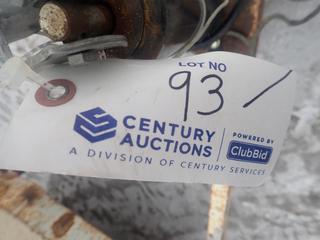 LOT NO
93/
CENTURY
AUCTIONS
POWERED BY
ClubBid
A DIVISION OF CENTURY SERVICES